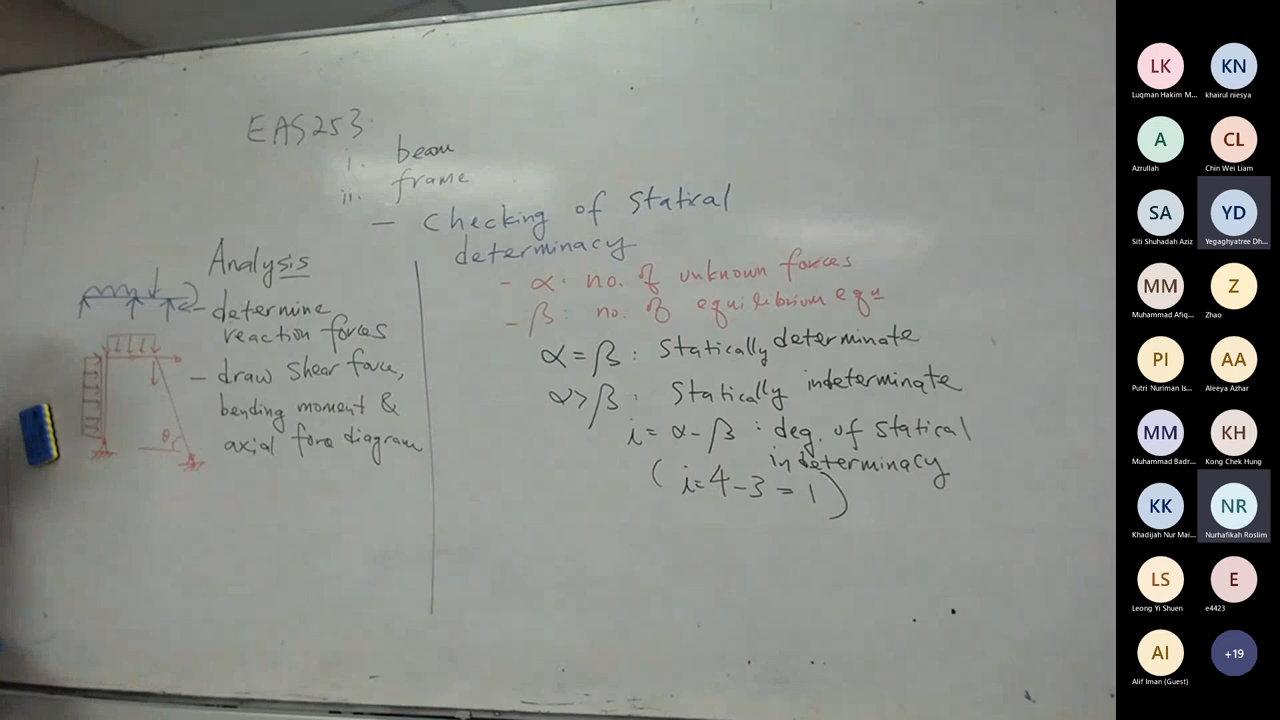 EAS253:
i. beam
ii. frame
- Checking of statical
determinacy
- α: no. of unknown forces
- β: no. of equilibrium eqn
α = β : Statically determinate
α > β : Statically indeterminate
i = α - β : deg. of statical
indeterminacy
( i = 4 - 3 = 1 )
Analysis
- determine
reaction forces
- draw shear force,
bending moment &
axial force diagram
θ
LK
Luqman Hakim M...
KN
khairul niesya
A
Azrullah
CL
Chin Wei Liam
SA
Siti Shuhadah Aziz
YD
Yegaghyatree Dh...
MM
Muhammad Afiq...
Z
Zhao
PI
Putri Nuriman Is...
AA
Aleeya Azhar
MM
Muhammad Badr...
KH
Kong Chek Hung
KK
Khadijah Nur Mai...
NR
Nurhafikah Roslim
LS
Leong Yi Shuen
E
e4423
AI
Alif Iman (Guest)
+19